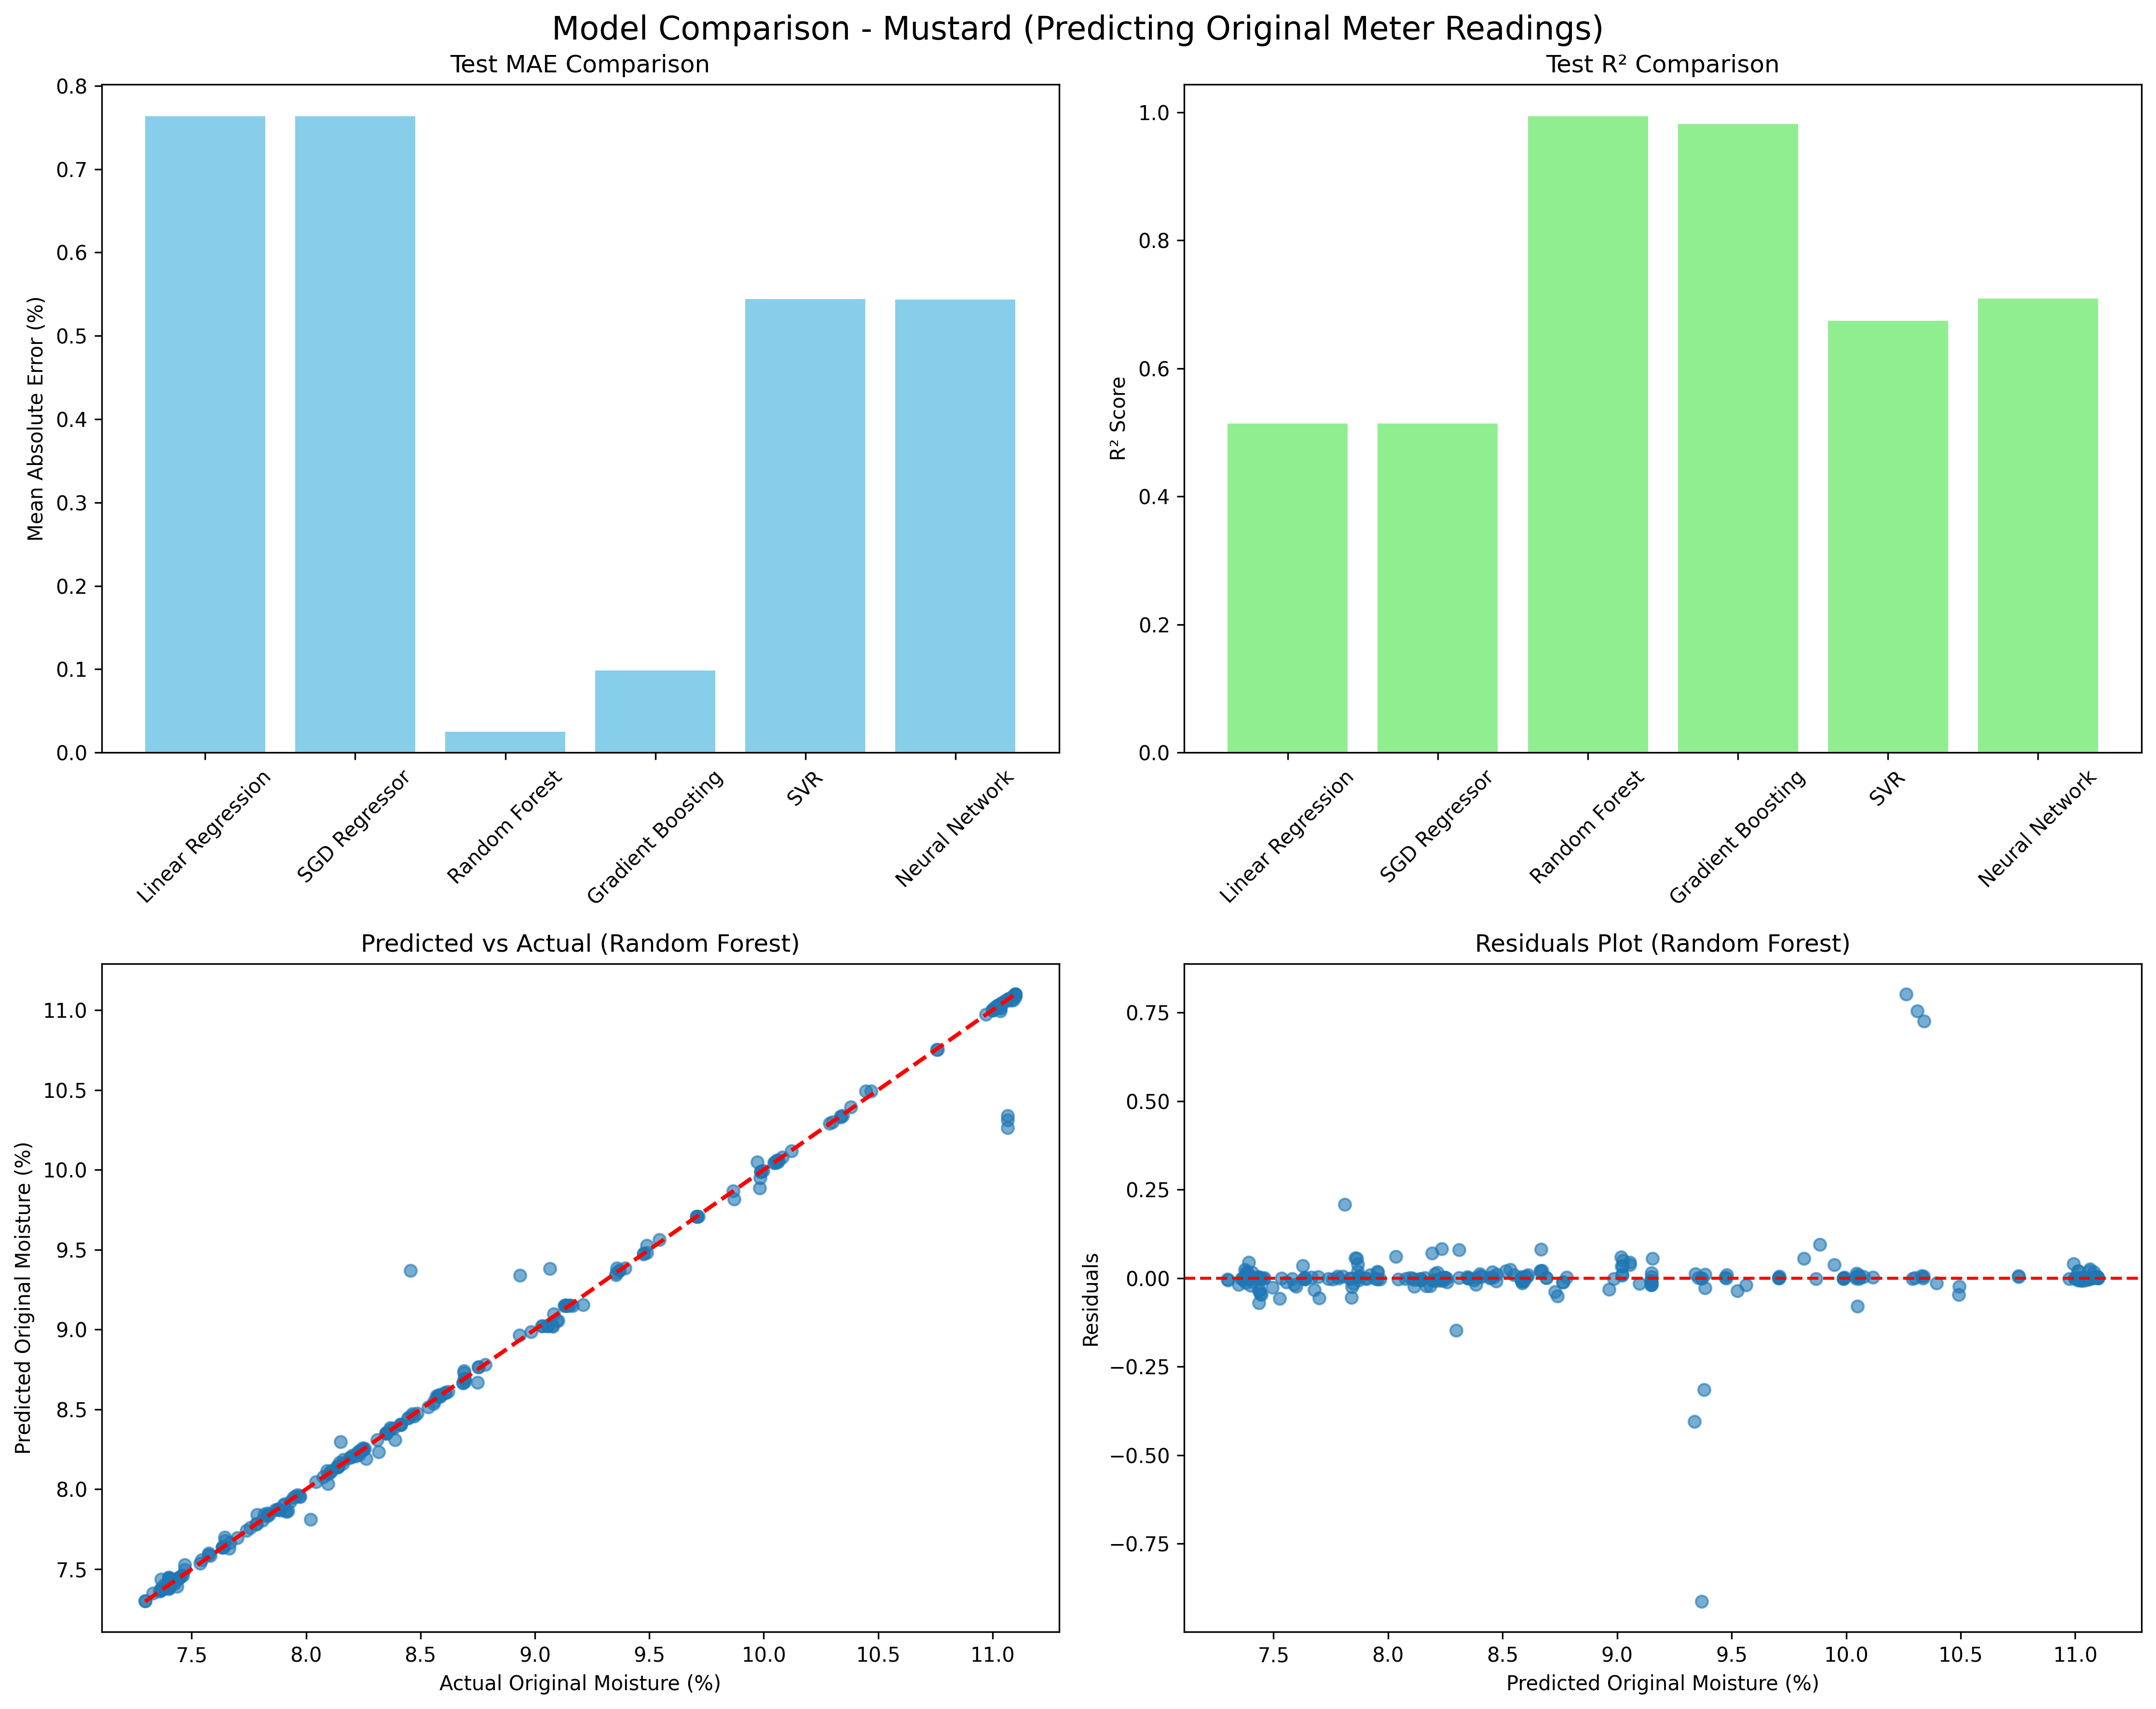 Model Comparison - Mustard (Predicting Original Meter Readings)
Test MAE Comparison
Mean Absolute Error (%)
0.8
0.7
0.6
0.5
0.4
0.3
0.2
0.1
0.0
Linear Regression
SGD Regressor
Random Forest
Gradient Boosting
SVR
Neural Network
Test R² Comparison
R² Score
1.0
0.8
0.6
0.4
0.2
0.0
Linear Regression
SGD Regressor
Random Forest
Gradient Boosting
SVR
Neural Network
Predicted vs Actual (Random Forest)
Predicted Original Moisture (%)
11.0
10.5
10.0
9.5
9.0
8.5
8.0
7.5
7.5 8.0 8.5 9.0 9.5 10.0 10.5 11.0
Actual Original Moisture (%)
Residuals Plot (Random Forest)
Residuals
0.75
0.50
0.25
0.00
−0.25
−0.50
−0.75
7.5 8.0 8.5 9.0 9.5 10.0 10.5 11.0
Predicted Original Moisture (%)